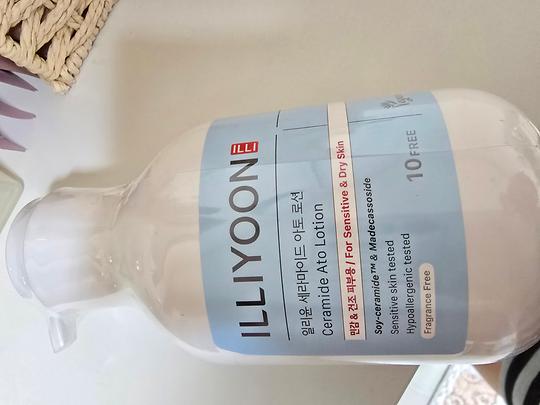 ILLIYOON
일리윤 세라마이드 아토 로션
Ceramide Ato Lotion
민감 & 건조 피부용 / For Sensitive & Dry Skin
Soy-ceramide™ & Madecassoside
Sensitive skin tested
Hypoallergenic tested
Fragrance Free
10 FREE